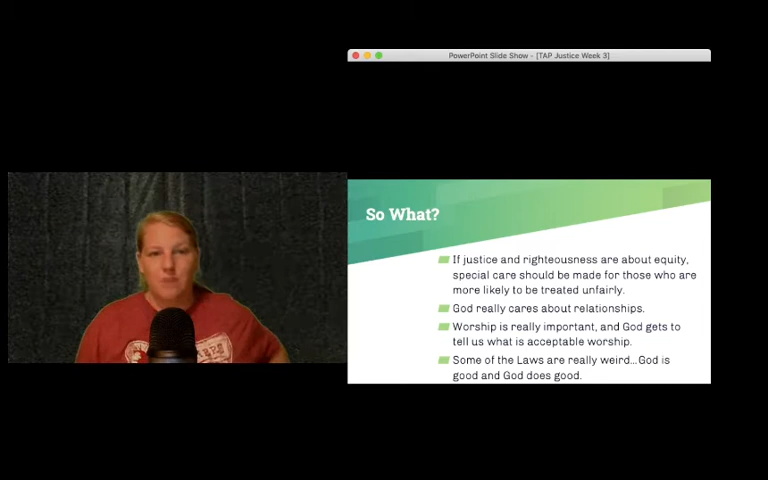 PowerPoint Slide Show - [TAP Justice Week 3]
So What?
If justice and righteousness are about equity,
special care should be made for those who are
more likely to be treated unfairly.
God really cares about relationships.
Worship is really important, and God gets to
tell us what is acceptable worship.
Some of the Laws are really weird...God is
good and God does good.